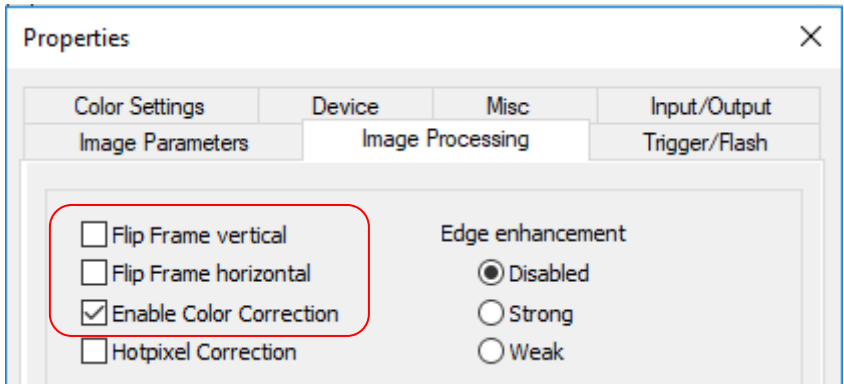 Properties
Color Settings Device Misc Input/Output
Image Parameters Image Processing Trigger/Flash
Flip Frame vertical Edge enhancement
Flip Frame horizontal Disabled
Enable Color Correction Strong
Hotpixel Correction Weak